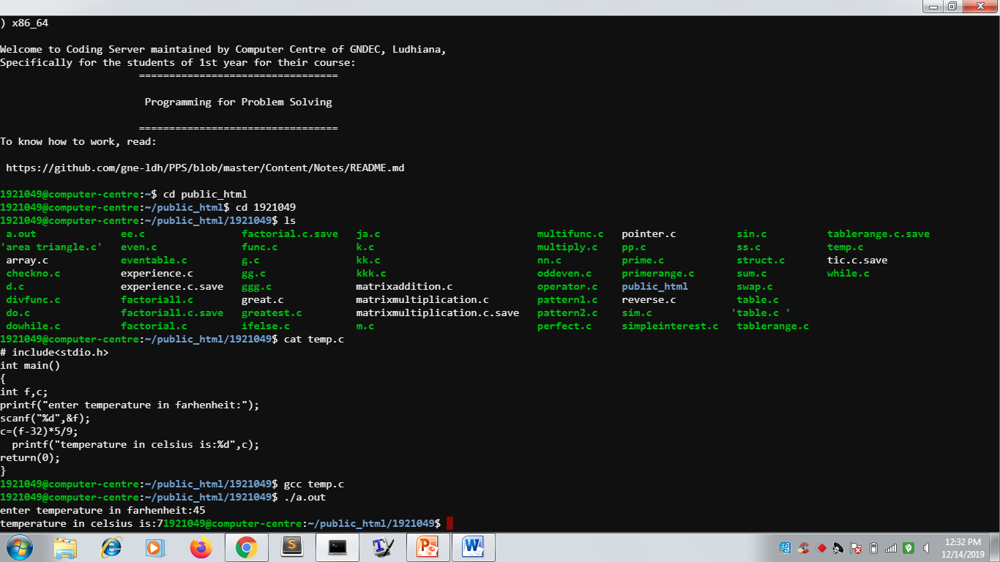 ) x86_64
Welcome to Coding Server maintained by Computer Centre of GNDEC, Ludhiana,
Specifically for the students of 1st year for their course:
=================================
Programming for Problem Solving
=================================
To know how to work, read:
https://github.com/gne-ldh/PPS/blob/master/Content/Notes/README.md
1921049@computer-centre:~$ cd public_html
1921049@computer-centre:~/public_html$ cd 1921049
1921049@computer-centre:~/public_html/1921049$ ls
a.out ee.c factorial.c.save ja.c multifunc.c pointer.c sin.c tablerange.c.save
'area triangle.c' even.c func.c k.c multiply.c pp.c ss.c temp.c
array.c eventable.c g.c kk.c nn.c prime.c struct.c tic.c.save
checkno.c experience.c gg.c kkk.c oddeven.c primerange.c sum.c while.c
d.c experience.c.save ggg.c matrixaddition.c operator.c public_html swap.c
divfunc.c factorial1.c great.c matrixmultiplication.c pattern1.c reverse.c table.c
do.c factorial1.c.save greatest.c matrixmultiplication.c.save pattern2.c sim.c 'table.c '
dowhile.c factorial.c ifelse.c m.c perfect.c simpleinterest.c tablerange.c
1921049@computer-centre:~/public_html/1921049$ cat temp.c
# include<stdio.h>
int main()
{
int f,c;
printf("enter temperature in farhenheit:");
scanf("%d",&f);
c=(f-32)*5/9;
printf("temperature in celsius is:%d",c);
return(0);
}
1921049@computer-centre:~/public_html/1921049$ gcc temp.c
1921049@computer-centre:~/public_html/1921049$ ./a.out
enter temperature in farhenheit:45
temperature in celsius is:71921049@computer-centre:~/public_html/1921049$
12:32 PM
12/14/2019